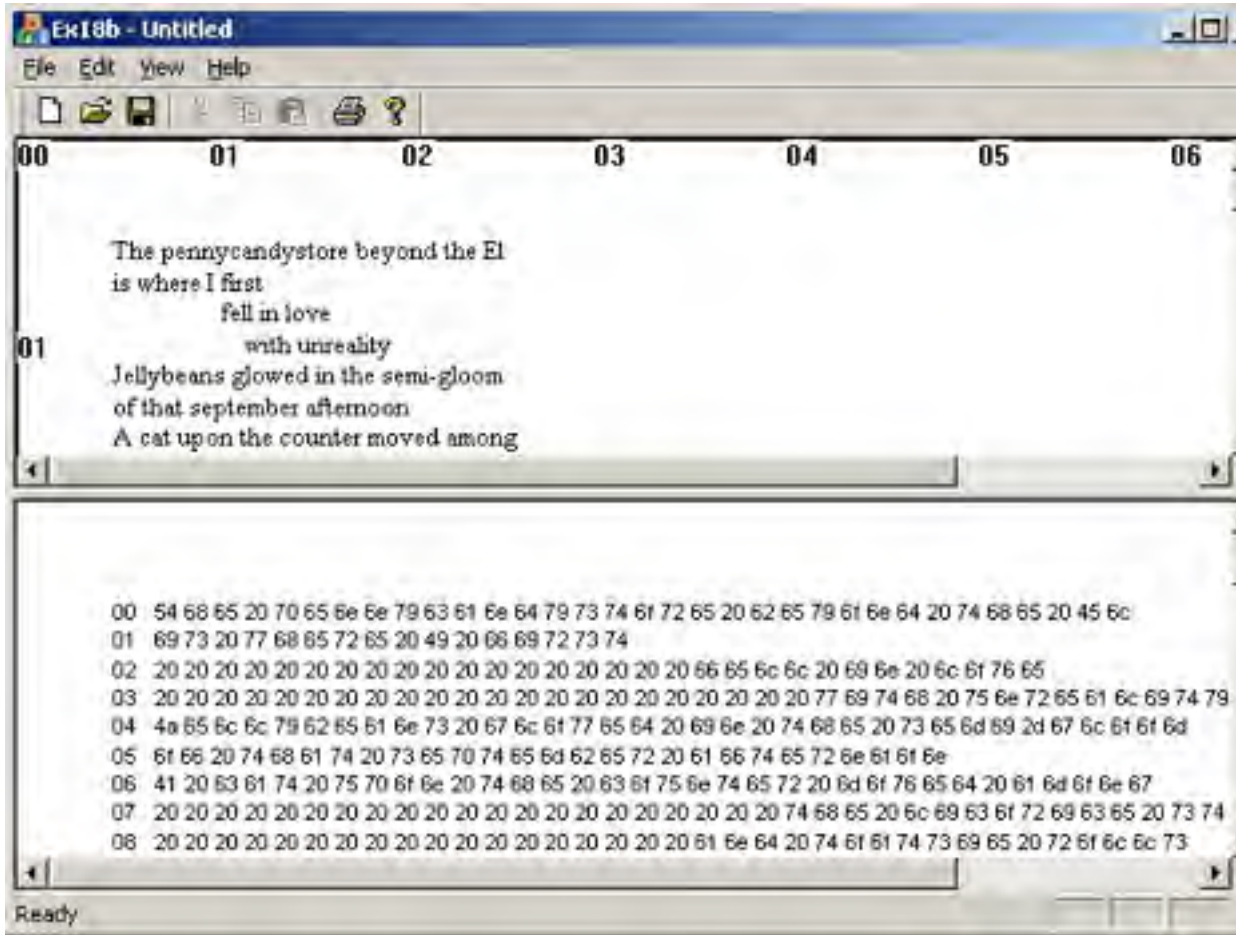 Ex18b - Untitled
File Edit View Help
00 01 02 03 04 05 06
The pennycandystore beyond the El
is where I first
fell in love
01
with unreality
Jellybeans glowed in the semi-gloom
of that september afternoon
A cat upon the counter moved among
00 54 68 65 20 70 65 6e 6e 79 63 61 6e 64 79 73 74 6f 72 65 20 62 65 79 6f 6e 64 20 74 68 65 20 45 6c
01 69 73 20 77 68 65 72 65 20 49 20 66 69 72 73 74
02 20 20 20 20 20 20 20 20 20 20 20 20 20 20 20 20 20 20 66 65 6c 6c 20 69 6e 20 6c 6f 76 65
03 20 20 20 20 20 20 20 20 20 20 20 20 20 20 20 20 20 20 20 20 20 20 77 69 74 68 20 75 6e 72 65 61 6c 69 74 79
04 4a 65 6c 6c 79 62 65 61 6e 73 20 67 6c 6f 77 65 64 20 69 6e 20 74 68 65 20 73 65 6d 69 2d 67 6c 6f 6f 6d
05 6f 66 20 74 68 61 74 20 73 65 70 74 65 6d 62 65 72 20 61 66 74 65 72 6e 6f 6f 6e
06 41 20 63 61 74 20 75 70 6f 6e 20 74 68 65 20 63 6f 75 6e 74 65 72 20 6d 6f 76 65 64 20 61 6d 6f 6e 67
07 20 20 20 20 20 20 20 20 20 20 20 20 20 20 20 20 20 20 20 20 20 74 68 65 20 6c 69 63 6f 72 69 63 65 20 73 74
08 20 20 20 20 20 20 20 20 20 20 20 20 20 20 20 20 20 20 61 6e 64 20 74 6f 61 74 73 69 65 20 72 6f 6c 6c 73
Ready